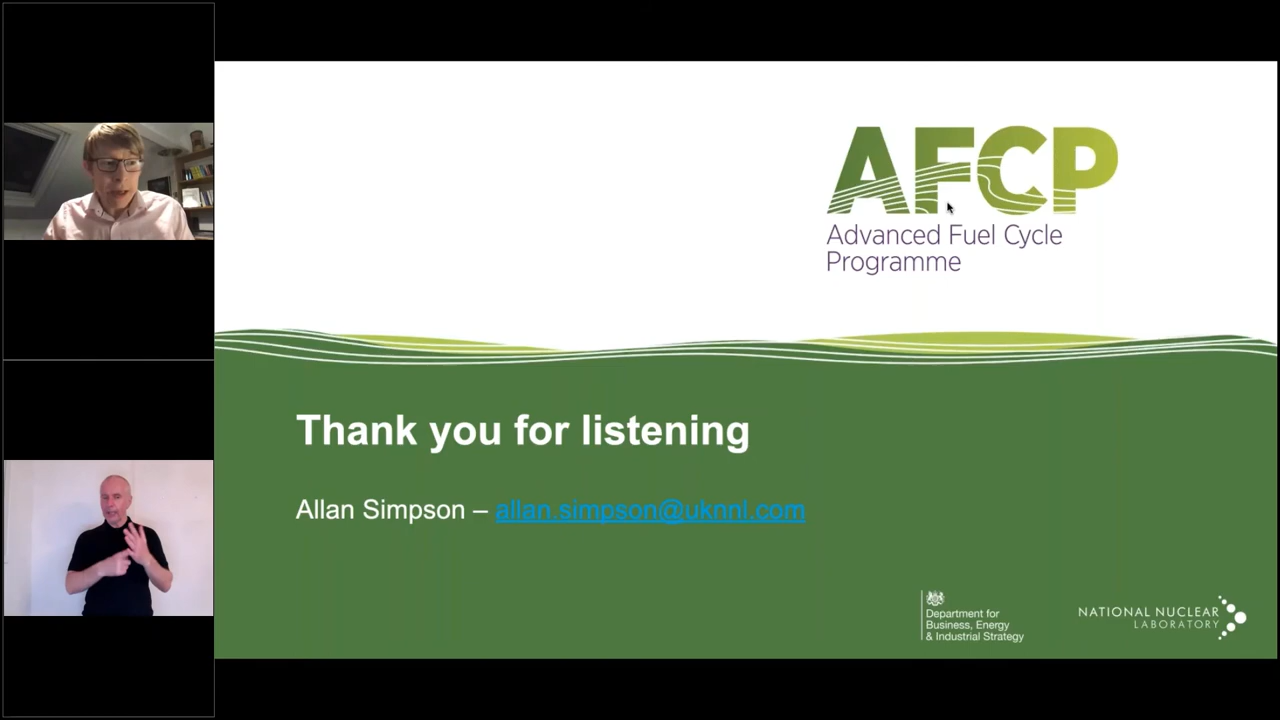 AFCP
Advanced Fuel Cycle
Programme
Thank you for listening
Allan Simpson – allan.simpson@uknnl.com
Department for
Business, Energy
& Industrial Strategy
NATIONAL NUCLEAR
LABORATORY